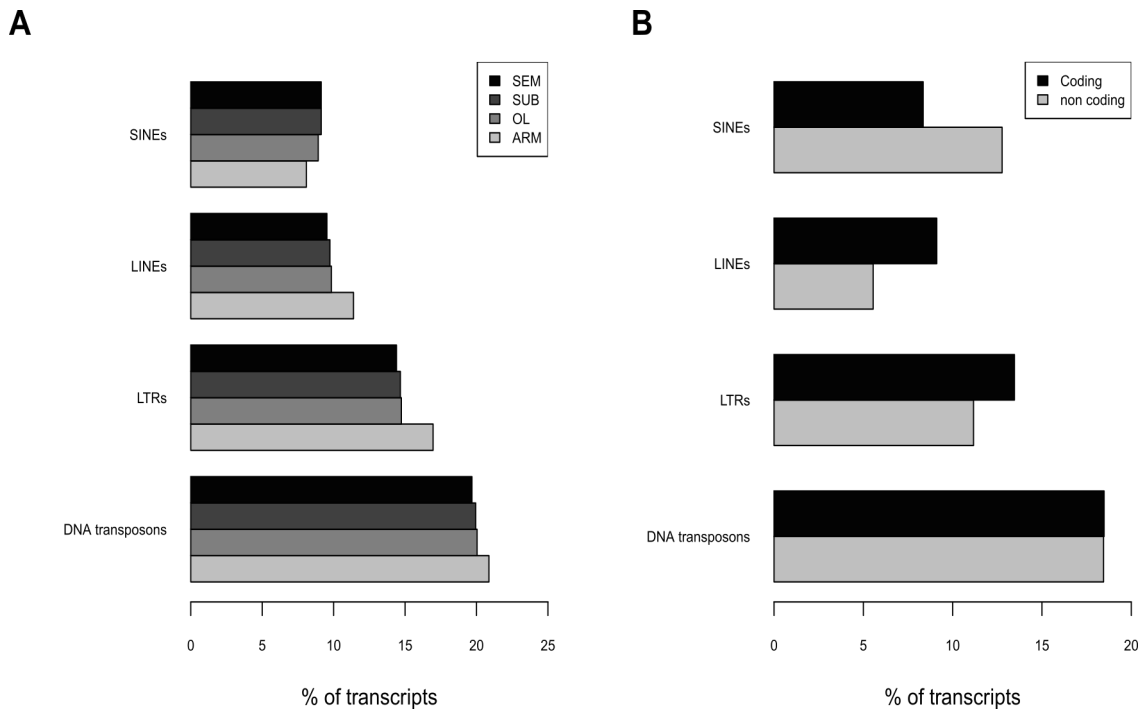 A
SEM
SUB
OL
ARM
SINEs
LINEs
LTRs
DNA transposons
0 5 10 15 20 25
% of transcripts
B
Coding
non coding
SINEs
LINEs
LTRs
DNA transposons
0 5 10 15 20
% of transcripts